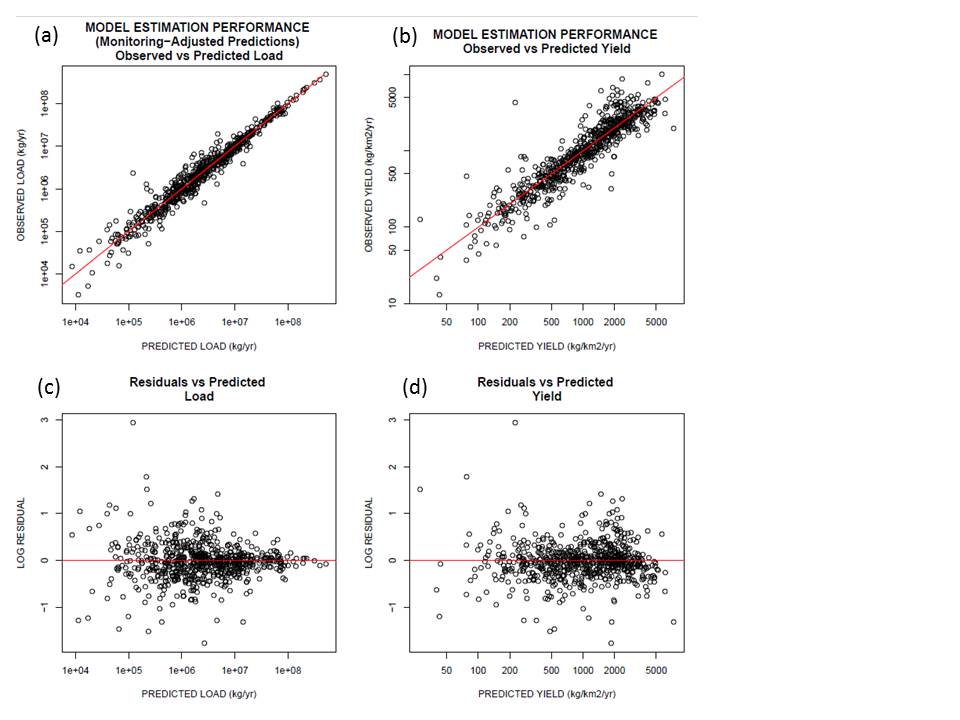 (a)
MODEL ESTIMATION PERFORMANCE
(Monitoring−Adjusted Predictions)
Observed vs Predicted Load
OBSERVED LOAD (kg/yr)
1e+08
1e+07
1e+06
1e+05
1e+04
1e+04 1e+05 1e+06 1e+07 1e+08
PREDICTED LOAD (kg/yr)
(b)
MODEL ESTIMATION PERFORMANCE
Observed vs Predicted Yield
OBSERVED YIELD (kg/km2/yr)
5000
500
100
50
10
50 100 200 500 1000 2000 5000
PREDICTED YIELD (kg/km2/yr)
(c)
Residuals vs Predicted
Load
LOG RESIDUAL
3
2
1
0
−1
1e+04 1e+05 1e+06 1e+07 1e+08
PREDICTED LOAD (kg/yr)
(d)
Residuals vs Predicted
Yield
LOG RESIDUAL
3
2
1
0
−1
50 100 200 500 1000 2000 5000
PREDICTED YIELD (kg/km2/yr)